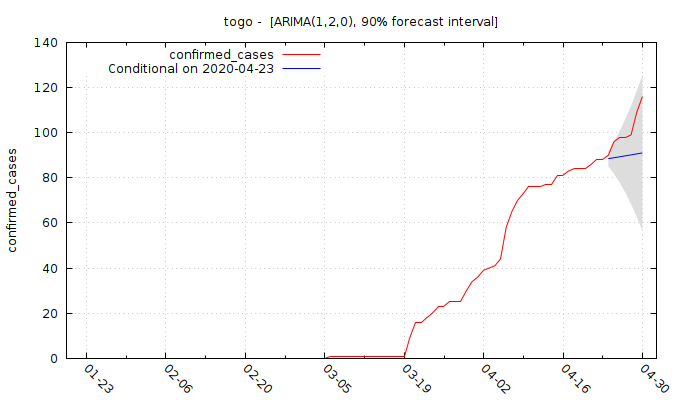 togo - [ARIMA(1,2,0), 90% forecast interval]
confirmed_cases
Conditional on 2020-04-23
confirmed_cases
140
120
100
80
60
40
20
0
01-23 02-06 02-20 03-05 03-19 04-02 04-16 04-30